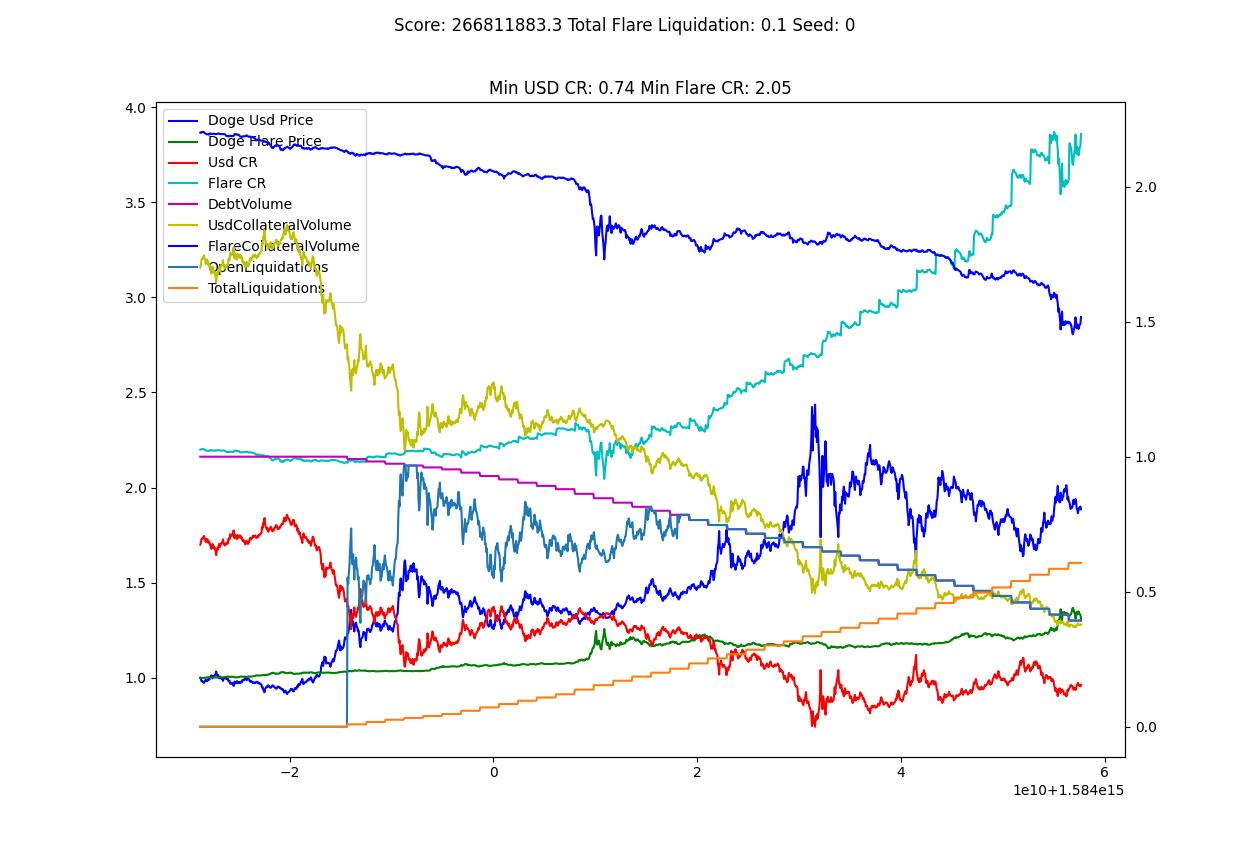 Score: 266811883.3 Total Flare Liquidation: 0.1 Seed: 0
Min USD CR: 0.74 Min Flare CR: 2.05
Doge Usd Price
Doge Flare Price
Usd CR
Flare CR
DebtVolume
UsdCollateralVolume
FlareCollateralVolume
OpenLiquidations
TotalLiquidations
4.0
3.5
3.0
2.5
2.0
1.5
1.0
2.0
1.5
1.0
0.5
0.0
−2
0
2
4
6
1e10+1.584e15